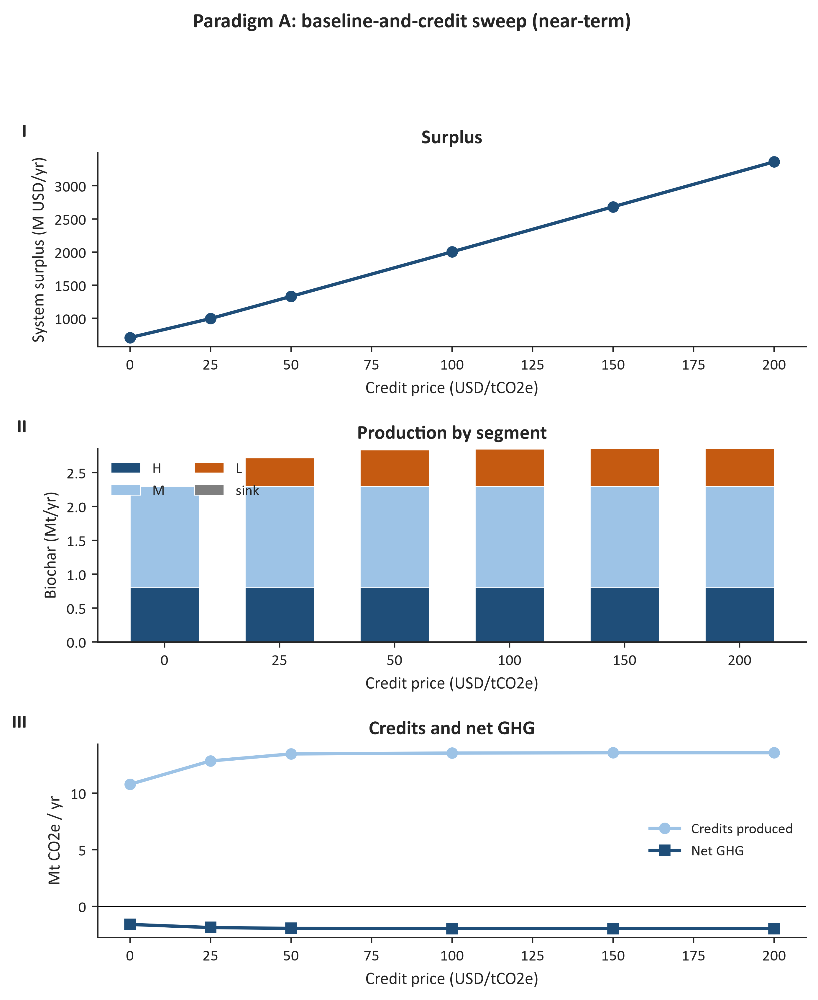 Paradigm A: baseline-and-credit sweep (near-term)
I
Surplus
System surplus (M USD/yr)
3000
2500
2000
1500
1000
0 25 50 75 100 125 150 175 200
Credit price (USD/tCO2e)
II
Production by segment
Biochar (Mt/yr)
H L
M sink
2.5
2.0
1.5
1.0
0.5
0.0
0 25 50 100 150 200
Credit price (USD/tCO2e)
III
Credits and net GHG
Mt CO2e / yr
10
5
0
Credits produced
Net GHG
0 25 50 75 100 125 150 175 200
Credit price (USD/tCO2e)